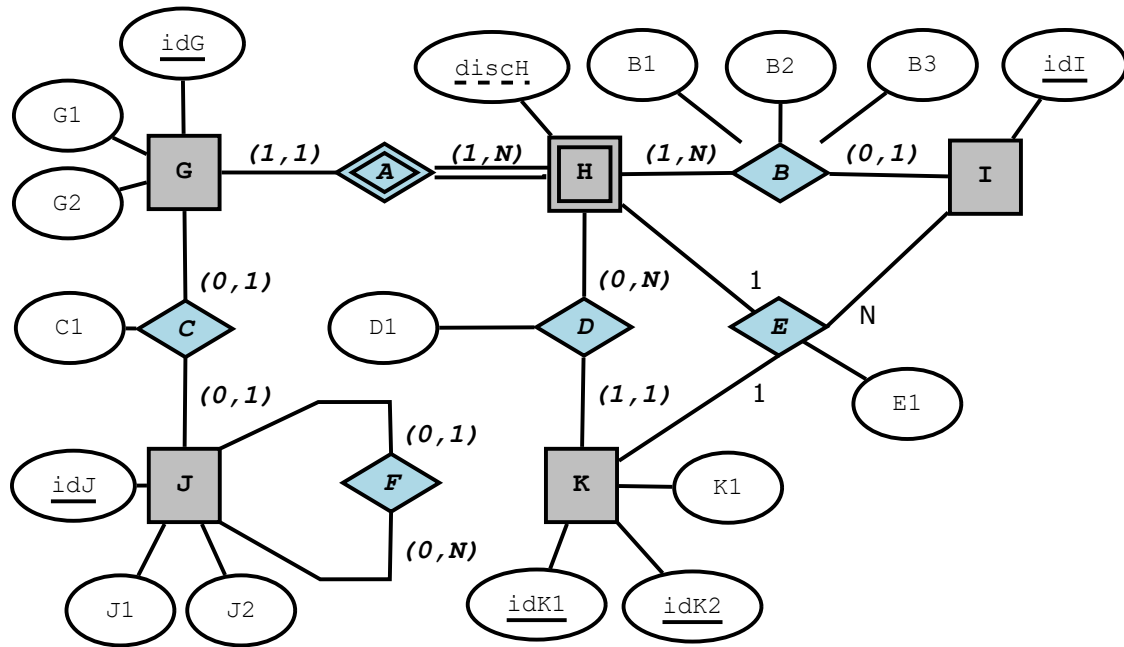 idG
discH
B1
B2
B3
idI
G1
G
(1,1)
A
(1,N)
H
(1,N)
B
(0,1)
I
G2
(0,1)
(0,N)
1
N
C1
C
D1
D
E
(0,1)
(1,1)
1
E1
(0,1)
idJ
J
F
K
K1
(0,N)
J1
J2
idK1
idK2